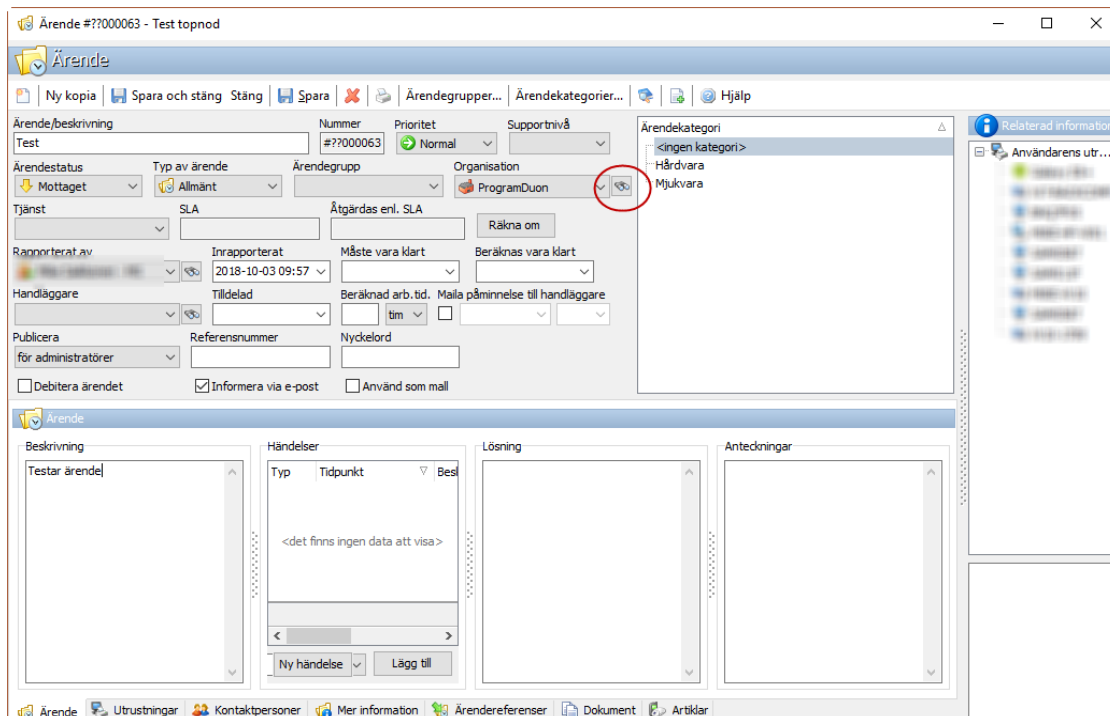 Ärende #??000063 - Test topnod
Ärende
Ny kopia Spara och stäng Stäng Spara Ärendegrupper... Ärendekategorier... Hjälp
Ärende/beskrivning Nummer Prioritet Supportnivå
Test #??000063 Normal
Ärendestatus Typ av ärende Ärendegrupp Organisation
Mottaget Allmänt ProgramDuon
Tjänst SLA Åtgärdas enl. SLA
Räkna om
Rapporterat av Inrapporterat Måste vara klart Beräknas vara klart
2018-10-03 09:57
Handläggare Tilldelad Beräknad arb.tid. Maila påminnelse till handläggare
tim
Publicera Referensnummer Nyckelord
för administratörer
Debitera ärendet Informera via e-post Använd som mall
Ärendekategori
<ingen kategori>
Hårdvara
Mjukvara
Relaterad information
Användarens utr...
Ärende
Beskrivning Händelser Lösning Anteckningar
Testar ärende
Typ Tidpunkt Besl
<det finns ingen data att visa>
Ny händelse Lägg till
Ärende Utrustningar Kontaktpersoner Mer information Ärendereferenser Dokument Artiklar